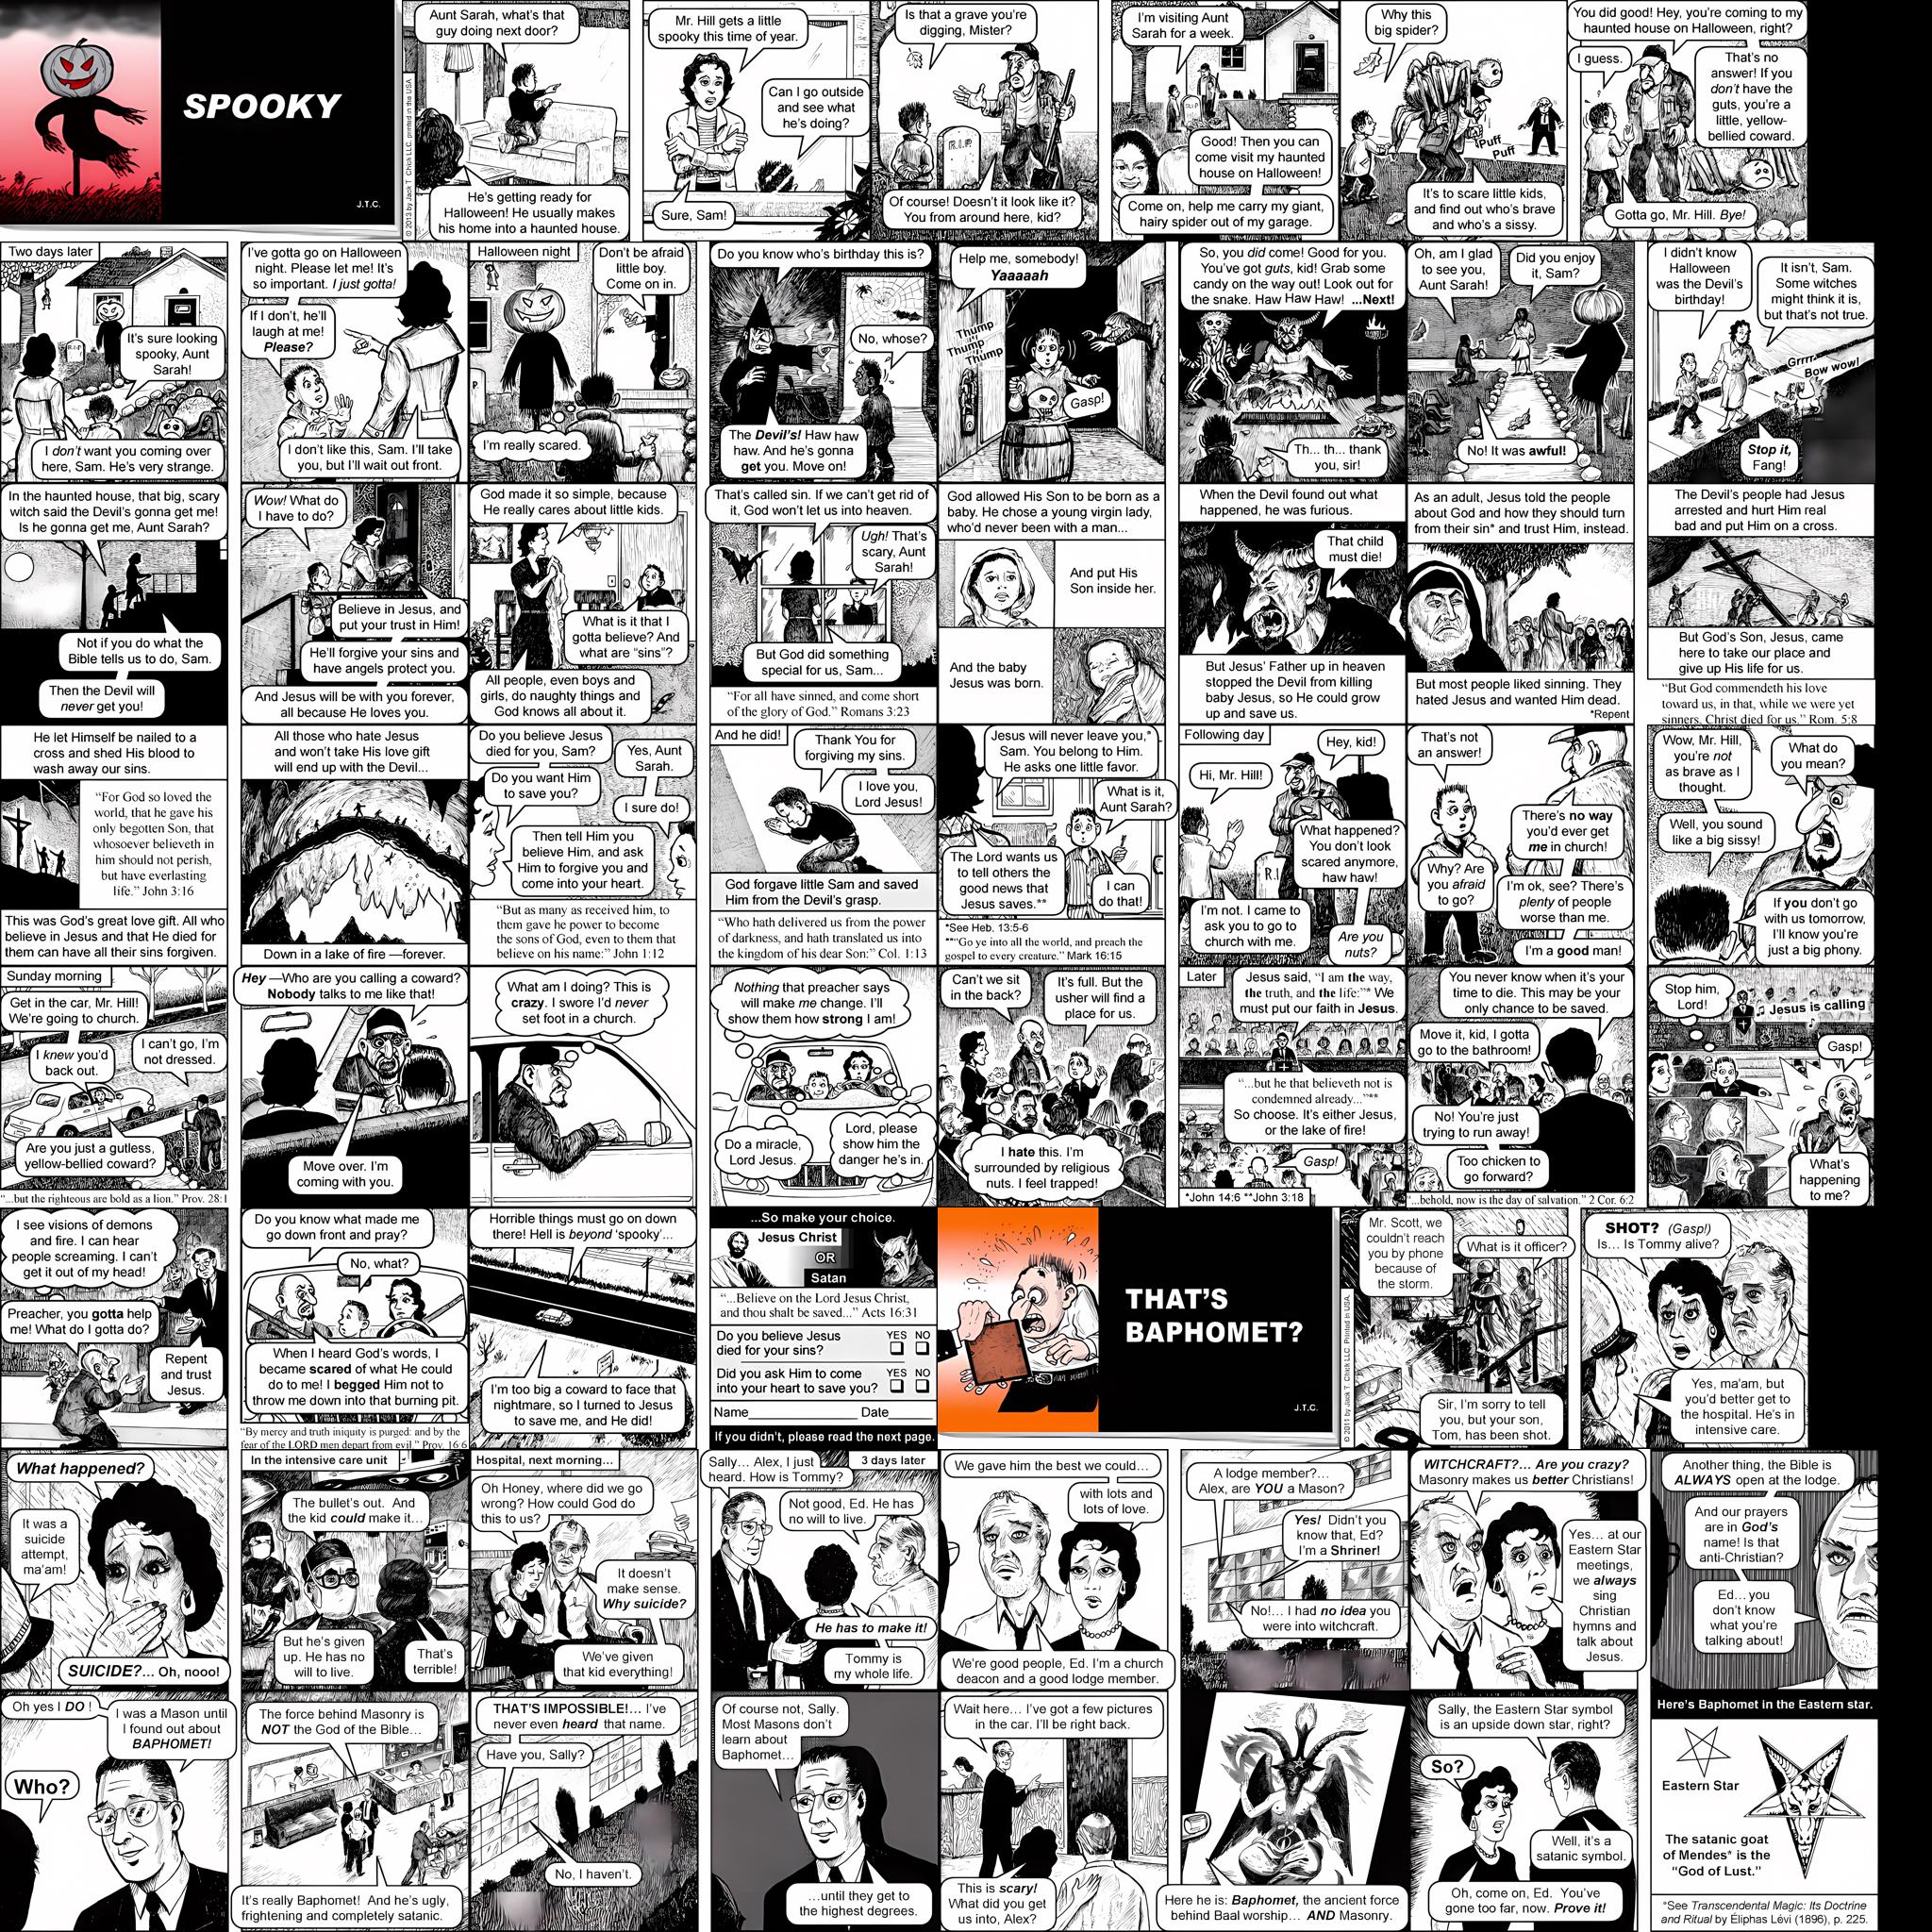 SPOOKY
J.T.C.
© 2013 by Jack T. Chick LLC. printed in the USA
Aunt Sarah, what's that
guy doing next door?
He's getting ready for
Halloween! He usually makes
his home into a haunted house.
Mr. Hill gets a little
spooky this time of year.
Can I go outside
and see what
he's doing?
Sure, Sam!
Is that a grave you're
digging, Mister?
R.I.P.
Of course! Doesn't it look like it?
You from around here, kid?
I'm visiting Aunt
Sarah for a week.
Good! Then you can
come visit my haunted
house on Halloween!
Come on, help me carry my giant,
hairy spider out of my garage.
Why this
big spider?
Puff
Puff
It's to scare little kids,
and find out who's brave
and who's a sissy.
You did good! Hey, you're coming to my
haunted house on Halloween, right?
I guess.
That's no
answer! If you
don't have the
guts, you're a
little, yellow-
bellied coward.
Gotta go, Mr. Hill. Bye!
Two days later
It's sure looking
spooky, Aunt
Sarah!
I don't want you coming over
here, Sam. He's very strange.
I've gotta go on Halloween
night. Please let me! It's
so important. I just gotta!
If I don't, he'll
laugh at me!
Please?
I don't like this, Sam. I'll take
you, but I'll wait out front.
Halloween night
Don't be afraid
little boy.
Come on in.
I'm really scared.
Do you know who's birthday this is?
No, whose?
The Devil's! Haw haw
haw. And he's gonna
get you. Move on!
Help me, somebody!
Yaaaaah
Thump
Thump
Thump
Gasp!
So, you did come! Good for you.
You've got guts, kid! Grab some
candy on the way out! Look out for
the snake. Haw Haw Haw! ...Next!
Th... th... thank
you, sir!
Oh, am I glad
to see you,
Aunt Sarah!
Did you enjoy
it, Sam?
No! It was awful!
I didn't know
Halloween
was the Devil's
birthday!
It isn't, Sam.
Some witches
might think it is,
but that's not true.
Grrrr...
Bow wow!
Stop it,
Fang!
In the haunted house, that big, scary
witch said the Devil's gonna get me!
Is he gonna get me, Aunt Sarah?
Not if you do what the
Bible tells us to do, Sam.
Then the Devil will
never get you!
Wow! What do
I have to do?
Believe in Jesus, and
put your trust in Him!
He'll forgive your sins and
have angels protect you.
And Jesus will be with you forever,
all because He loves you.
God made it so simple, because
He really cares about little kids.
What is it that I
gotta believe? And
what are "sins"?
All people, even boys and
girls, do naughty things and
God knows all about it.
That's called sin. If we can't get rid of
it, God won't let us into heaven.
Ugh! That's
scary, Aunt
Sarah!
But God did something
special for us, Sam...
"For all have sinned, and come short
of the glory of God." Romans 3:23
God allowed His Son to be born as a
baby. He chose a young virgin lady,
who'd never been with a man...
And put His
Son inside her.
And the baby
Jesus was born.
When the Devil found out what
happened, he was furious.
That child
must die!
But Jesus' Father up in heaven
stopped the Devil from killing
baby Jesus, so He could grow
up and save us.
As an adult, Jesus told the people
about God and how they should turn
from their sin* and trust Him, instead.
But most people liked sinning. They
hated Jesus and wanted Him dead.
*Repent
The Devil's people had Jesus
arrested and hurt Him real
bad and put Him on a cross.
But God's Son, Jesus, came
here to take our place and
give up His life for us.
"But God commendeth his love
toward us, in that, while we were yet
sinners, Christ died for us." Rom. 5:8
He let Himself be nailed to a
cross and shed His blood to
wash away our sins.
"For God so loved the
world, that he gave his
only begotten Son, that
whosoever believeth in
him should not perish,
but have everlasting
life." John 3:16
This was God's great love gift. All who
believe in Jesus and that He died for
them can have all their sins forgiven.
All those who hate Jesus
and won't take His love gift
will end up with the Devil...
Down in a lake of fire —forever.
Do you believe Jesus
died for you, Sam?
Yes, Aunt
Sarah.
Do you want Him
to save you?
I sure do!
Then tell Him you
believe Him, and ask
Him to forgive you and
come into your heart.
"But as many as received him, to
them gave he power to become
the sons of God, even to them that
believe on his name:" John 1:12
And he did!
Thank You for
forgiving my sins.
I love you,
Lord Jesus!
God forgave little Sam and saved
Him from the Devil's grasp.
"Who hath delivered us from the power
of darkness, and hath translated us into
the kingdom of his dear Son:" Col. 1:13
Jesus will never leave you,*
Sam. You belong to Him.
He asks one little favor.
What is it,
Aunt Sarah?
The Lord wants us
to tell others the
good news that
Jesus saves.**
I can
do that!
*See Heb. 13:5-6
**"Go ye into all the world, and preach the
gospel to every creature." Mark 16:15
Following day
Hey, kid!
Hi, Mr. Hill!
What happened?
You don't look
scared anymore,
haw haw!
R.I
I'm not. I came to
ask you to go to
church with me.
Are you
nuts?
That's not
an answer!
There's no way
you'd ever get
me in church!
Why? Are
you afraid
to go?
I'm ok, see? There's
plenty of people
worse than me.
I'm a good man!
Wow, Mr. Hill,
you're not
as brave as I
thought.
What do
you mean?
Well, you sound
like a big sissy!
If you don't go
with us tomorrow,
I'll know you're
just a big phony.
Sunday morning
Get in the car, Mr. Hill!
We're going to church.
I can't go, I'm
not dressed.
I knew you'd
back out.
Are you just a gutless,
yellow-bellied coward?
"...but the righteous are bold as a lion." Prov. 28:1
Hey —Who are you calling a coward?
Nobody talks to me like that!
Move over. I'm
coming with you.
What am I doing? This is
crazy. I swore I'd never
set foot in a church.
Nothing that preacher says
will make me change. I'll
show them how strong I am!
Do a miracle,
Lord Jesus.
Lord, please
show him the
danger he's in.
Can't we sit
in the back?
It's full. But the
usher will find a
place for us.
I hate this. I'm
surrounded by religious
nuts. I feel trapped!
Later
Jesus said, "I am the way,
the truth, and the life:"* We
must put our faith in Jesus.
"...but he that believeth not is
condemned already..."**
So choose. It's either Jesus,
or the lake of fire!
Gasp!
*John 14:6 **John 3:18
You never know when it's your
time to die. This may be your
only chance to be saved.
Move it, kid, I gotta
go to the bathroom!
No! You're just
trying to run away!
Too chicken to
go forward?
"...behold, now is the day of salvation." 2 Cor. 6:2
Stop him,
Lord!
♫ Jesus is calling
Gasp!
What's
happening
to me?
I see visions of demons
and fire. I can hear
people screaming. I can't
get it out of my head!
Preacher, you gotta help
me! What do I gotta do?
Repent
and trust
Jesus.
Do you know what made me
go down front and pray?
No, what?
When I heard God's words, I
became scared of what He could
do to me! I begged Him not to
throw me down into that burning pit.
"By mercy and truth iniquity is purged: and by the
fear of the LORD men depart from evil." Prov. 16:6
Horrible things must go on down
there! Hell is beyond 'spooky'...
I'm too big a coward to face that
nightmare, so I turned to Jesus
to save me, and He did!
...So make your choice.
Jesus Christ
OR
Satan
"...Believe on the Lord Jesus Christ,
and thou shalt be saved..." Acts 16:31
Do you believe Jesus
died for your sins?
YES NO
Did you ask Him to come
into your heart to save you?
YES NO
Name Date
If you didn't, please read the next page.
THAT'S
BAPHOMET?
J.T.C.
© 2011 by Jack T. Chick LLC. Printed in USA.
Mr. Scott, we
couldn't reach
you by phone
because of
the storm.
What is it officer?
Sir, I'm sorry to tell
you, but your son,
Tom, has been shot.
SHOT? (Gasp!)
Is... Is Tommy alive?
Yes, ma'am, but
you'd better get to
the hospital. He's in
intensive care.
What happened?
It was a
suicide
attempt,
ma'am!
SUICIDE?... Oh, nooo!
In the intensive care unit
The bullet's out. And
the kid could make it...
But he's given
up. He has no
will to live.
That's
terrible!
Hospital, next morning...
Oh Honey, where did we go
wrong? How could God do
this to us?
It doesn't
make sense.
Why suicide?
We've given
that kid everything!
Sally... Alex, I just
heard. How is Tommy?
3 days later
Not good, Ed. He has
no will to live.
He has to make it!
Tommy is
my whole life.
We gave him the best we could...
with lots and
lots of love.
We're good people, Ed. I'm a church
deacon and a good lodge member.
A lodge member?...
Alex, are YOU a Mason?
Yes! Didn't you
know that, Ed?
I'm a Shriner!
No!... I had no idea you
were into witchcraft.
WITCHCRAFT?... Are you crazy?
Masonry makes us better Christians!
Yes... at our
Eastern Star
meetings,
we always
sing
Christian
hymns and
talk about
Jesus.
Another thing, the Bible is
ALWAYS open at the lodge.
And our prayers
are in God's
name! Is that
anti-Christian?
Ed...you
don't know
what you're
talking about!
Oh yes I DO !
I was a Mason until
I found out about
BAPHOMET!
Who?
The force behind Masonry is
NOT the God of the Bible...
It's really Baphomet! And he's ugly,
frightening and completely satanic.
THAT'S IMPOSSIBLE!... I've
never even heard that name.
Have you, Sally?
No, I haven't.
Of course not, Sally.
Most Masons don't
learn about
Baphomet...
...until they get to
the highest degrees.
Wait here... I've got a few pictures
in the car. I'll be right back.
This is scary!
What did you get
us into, Alex?
Here he is: Baphomet, the ancient force
behind Baal worship... AND Masonry.
Sally, the Eastern Star symbol
is an upside down star, right?
So?
Well, it's a
satanic symbol.
Oh, come on, Ed. You've
gone too far, now. Prove it!
Here's Baphomet in the Eastern star.
Eastern Star
The satanic goat
of Mendes* is the
"God of Lust."
*See Transcendental Magic: Its Doctrine
and Ritual by Éliphas Lévi (1896), p. 225.